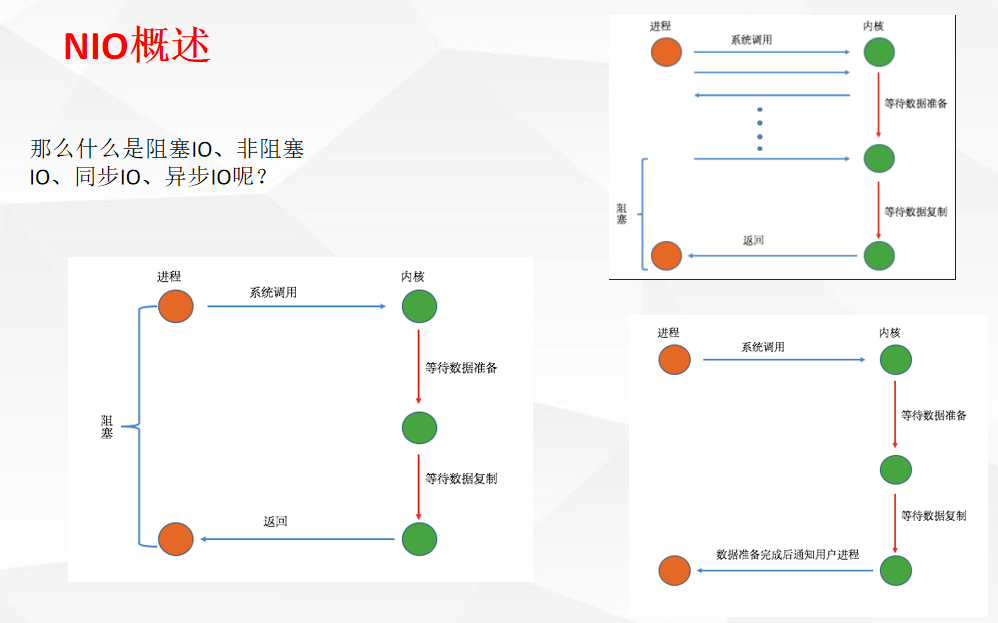 NIO概述
那么什么是阻塞IO、非阻塞
IO、同步IO、异步IO呢？
进程
内核
系统调用
等待数据准备
阻塞
等待数据复制
返回
进程
内核
系统调用
等待数据准备
等待数据复制
阻塞
返回
进程
内核
系统调用
等待数据准备
等待数据复制
数据准备完成后通知用户进程